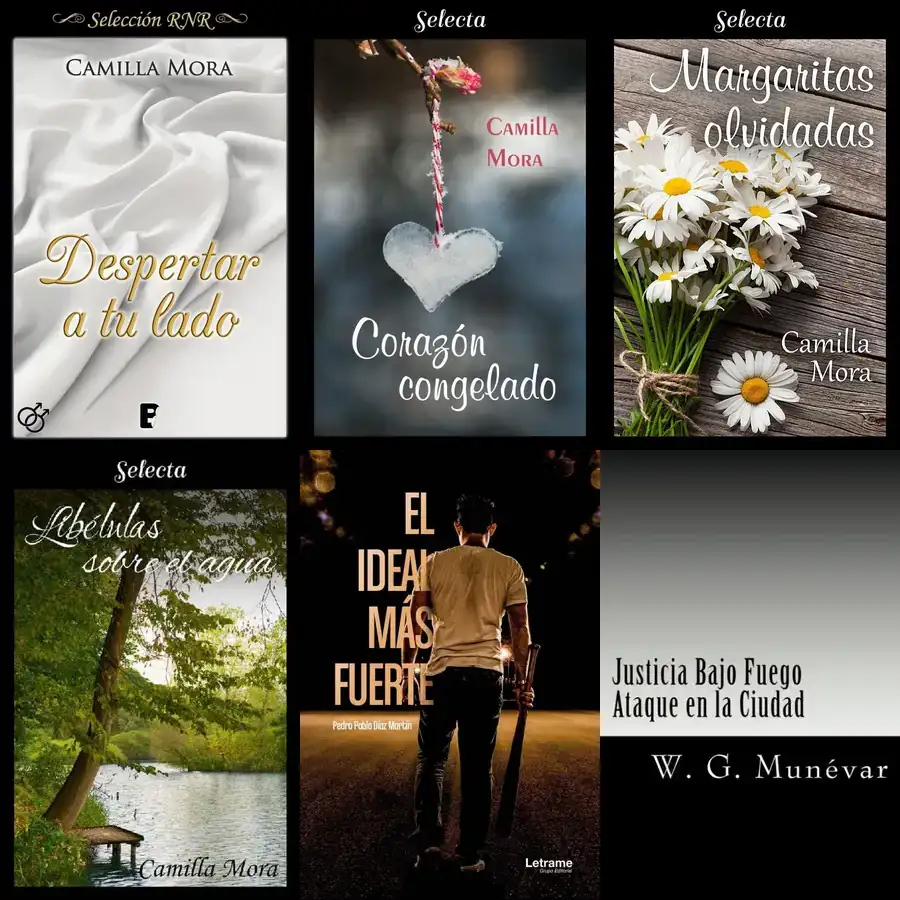 Selección RNR
CAMILLA MORA
Despertar
a tu lado
B
Selecta
CAMILLA
MORA
Corazón
congelado
Selecta
Margaritas
olvidadas
Camilla
Mora
Selecta
Libélulas
sobre el agua
Camilla Mora
EL
IDEAL
MÁS
FUERTE
Pedro Pablo Díaz Martín
Letrame
Grupo Editorial
Justicia Bajo Fuego
Ataque en la Ciudad
W. G. Munévar